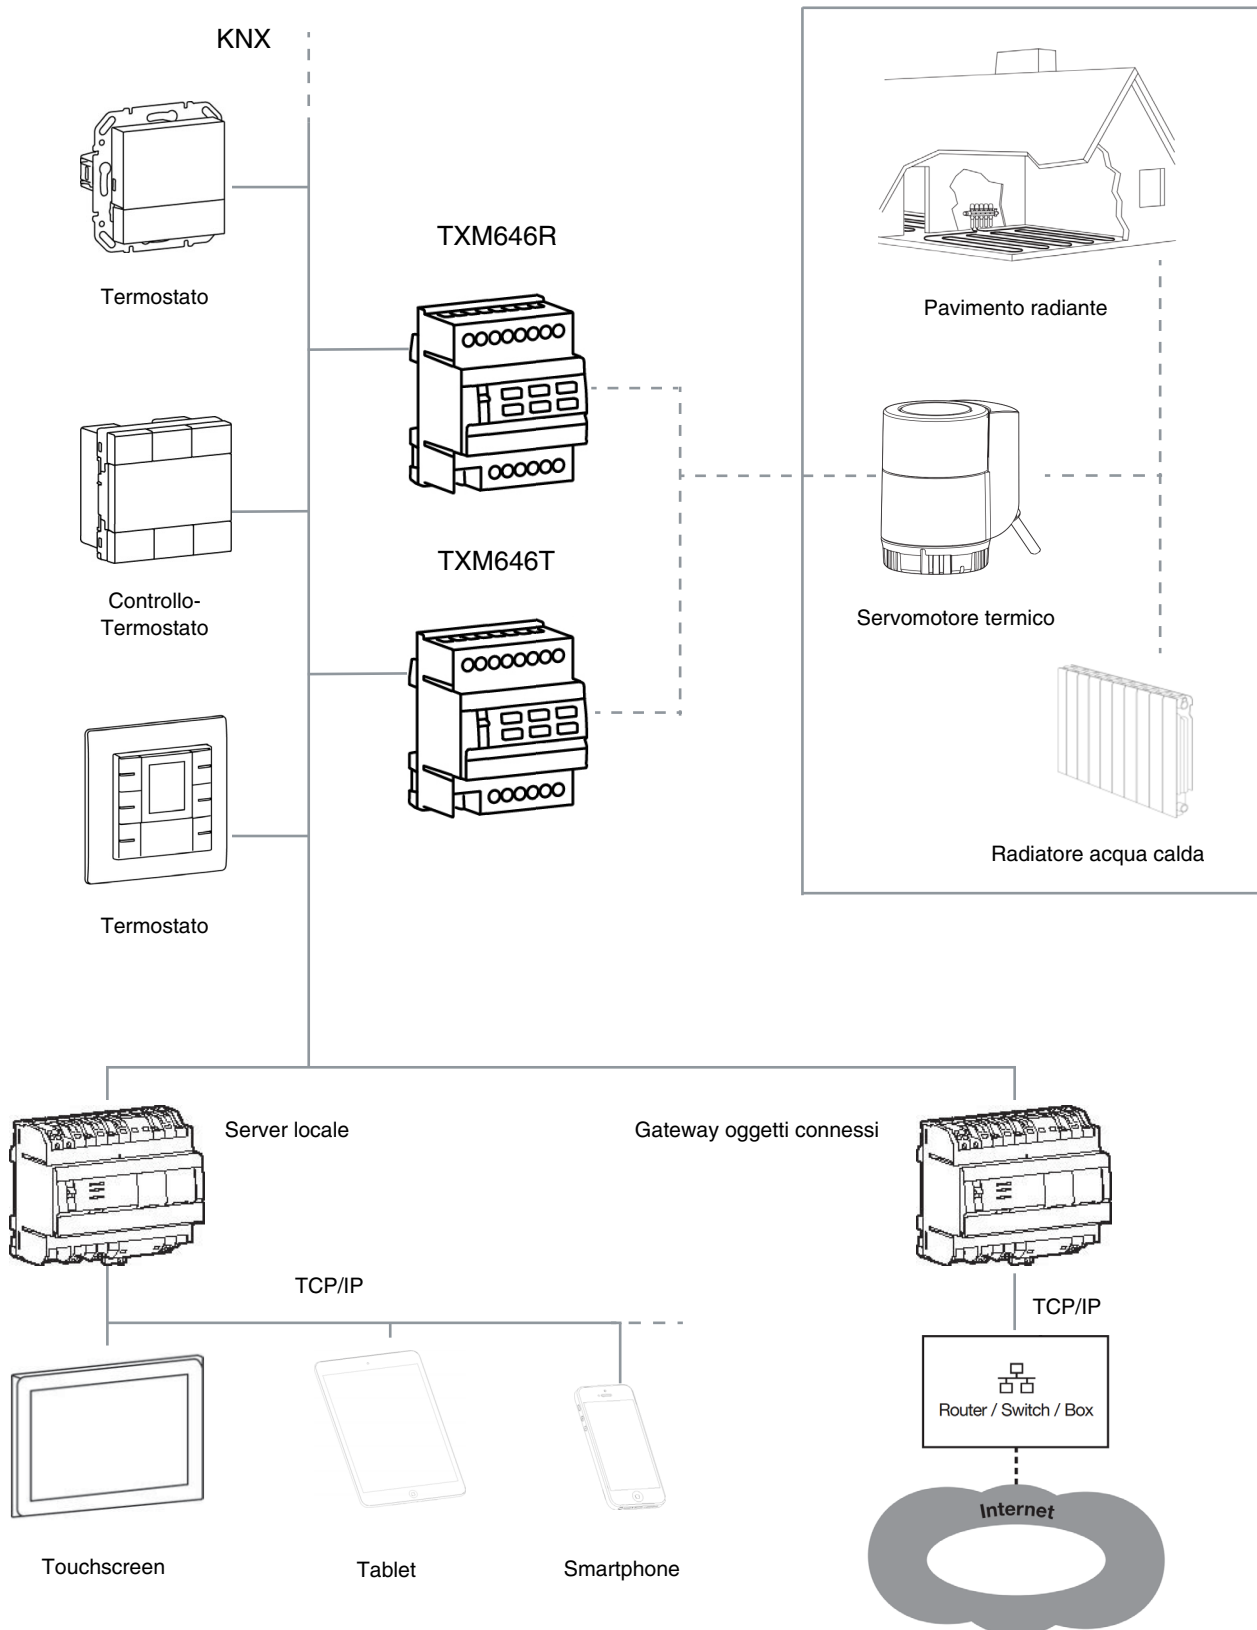 KNX
Termostato
TXM646R
Pavimento radiante
Controllo-
Termostato
TXM646T
Servomotore termico
Termostato
Radiatore acqua calda
Server locale
Gateway oggetti connessi
TCP/IP
TCP/IP
Router / Switch / Box
Internet
Touchscreen
Tablet
Smartphone